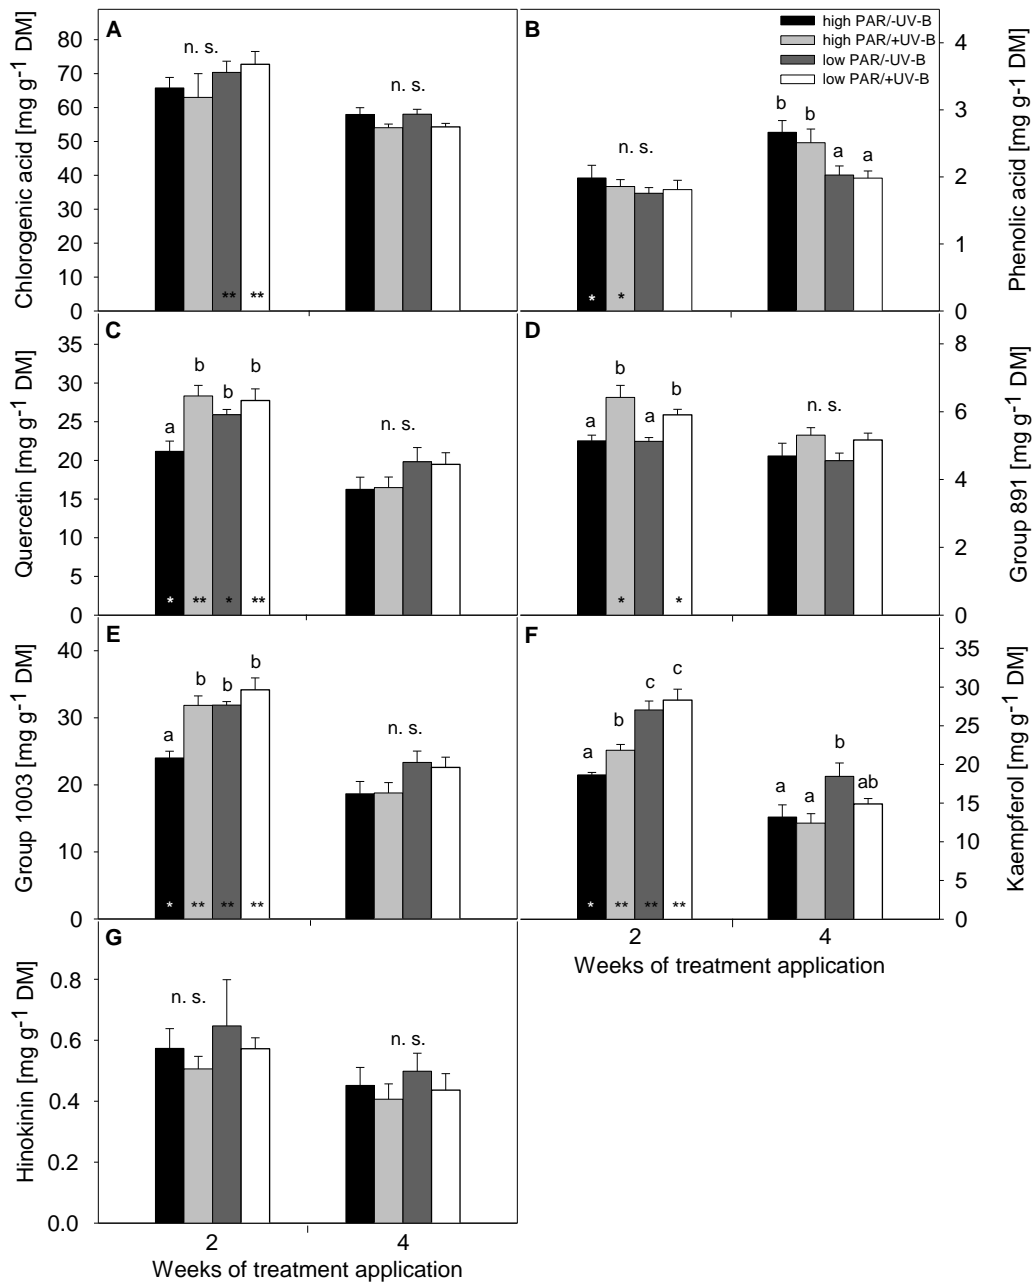 A
Chlorogenic acid [mg g-1 DM]
80
70
60
50
40
30
20
10
0
n. s.
n. s.
** **
B
high PAR/-UV-B
high PAR/+UV-B
low PAR/-UV-B
low PAR/+UV-B
n. s.
b b a a
* *
4
3
2
1
0
Phenolic acid [mg g-1 DM]
C
Quercetin [mg g-1 DM]
35
30
25
20
15
10
5
0
a b b b
n. s.
* ** * **
D
a b a b
n. s.
* *
8
6
4
2
0
Group 891 [mg g-1 DM]
E
Group 1003 [mg g-1 DM]
40
30
20
10
0
a b b b
n. s.
* ** ** **
F
a b c c
a a b ab
* ** ** **
35
30
25
20
15
10
5
0
Kaempferol [mg g-1 DM]
2 4
Weeks of treatment application
G
Hinokinin [mg g-1 DM]
0.8
0.6
0.4
0.2
0.0
n. s.
n. s.
2 4
Weeks of treatment application